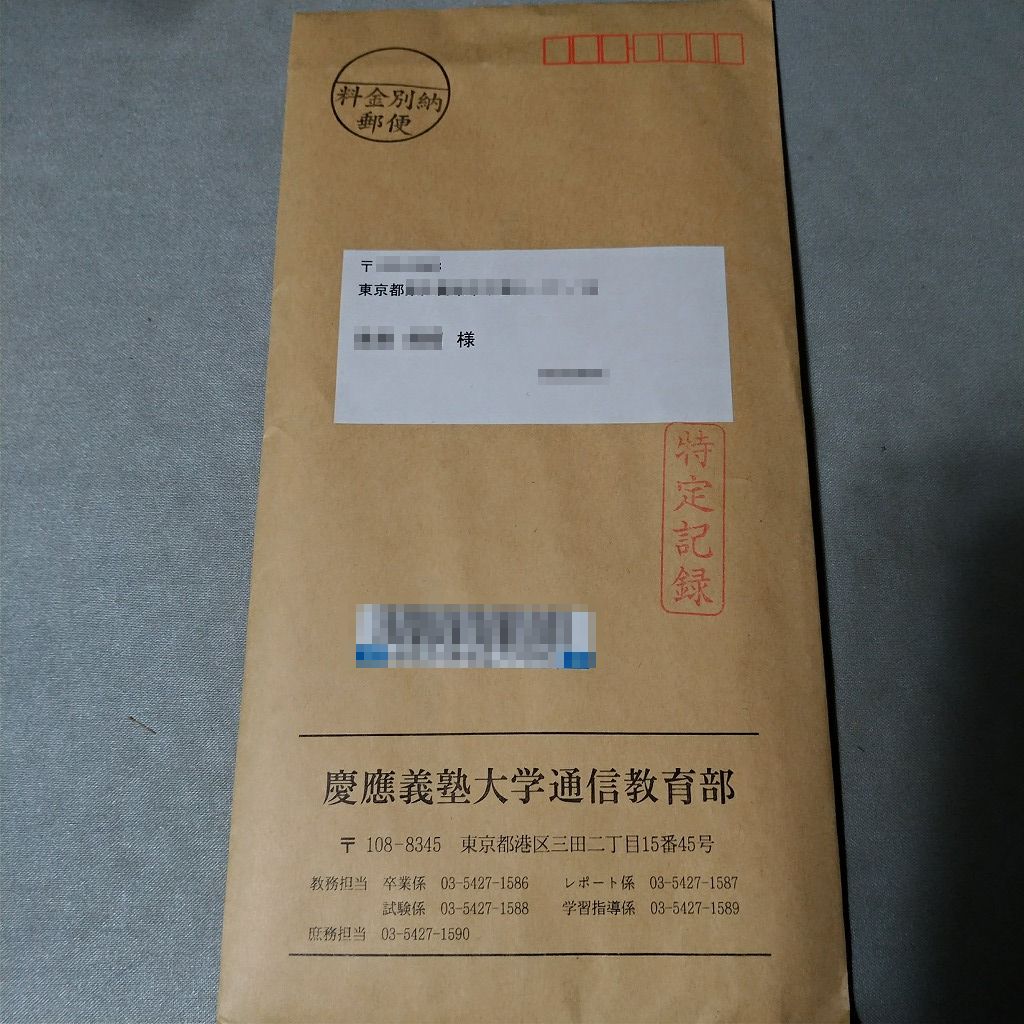 料金別納
郵便
〒
東京都
様
特定記録
慶應義塾大学通信教育部
〒 108-8345 東京都港区三田二丁目15番45号
教務担当 卒業係 03-5427-1586 レポート係 03-5427-1587
試験係 03-5427-1588 学習指導係 03-5427-1589
庶務担当 03-5427-1590